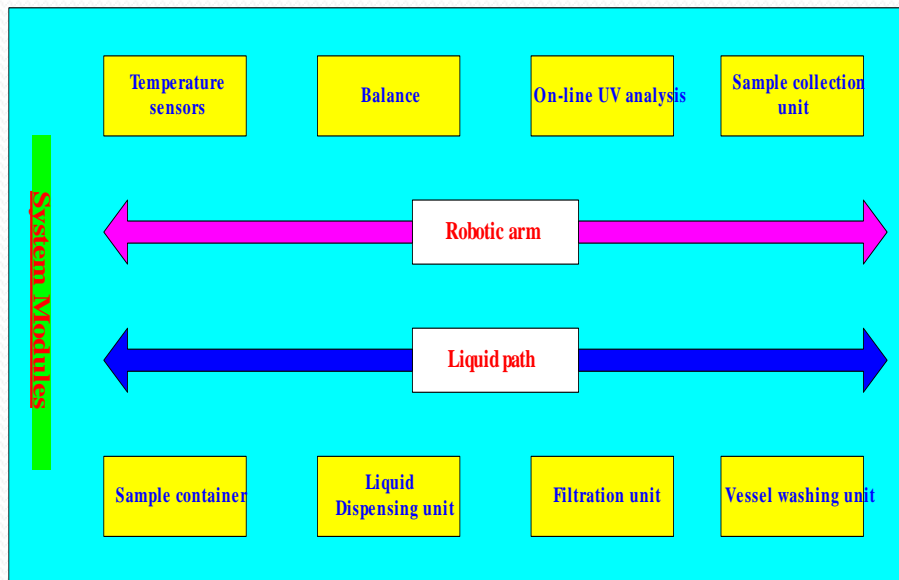 Temperature
sensors
Balance
On-line UV analysis
Sample collection
unit
System Modules
Robotic arm
Liquid path
Sample container
Liquid
Dispensing unit
Filtration unit
Vessel washing unit